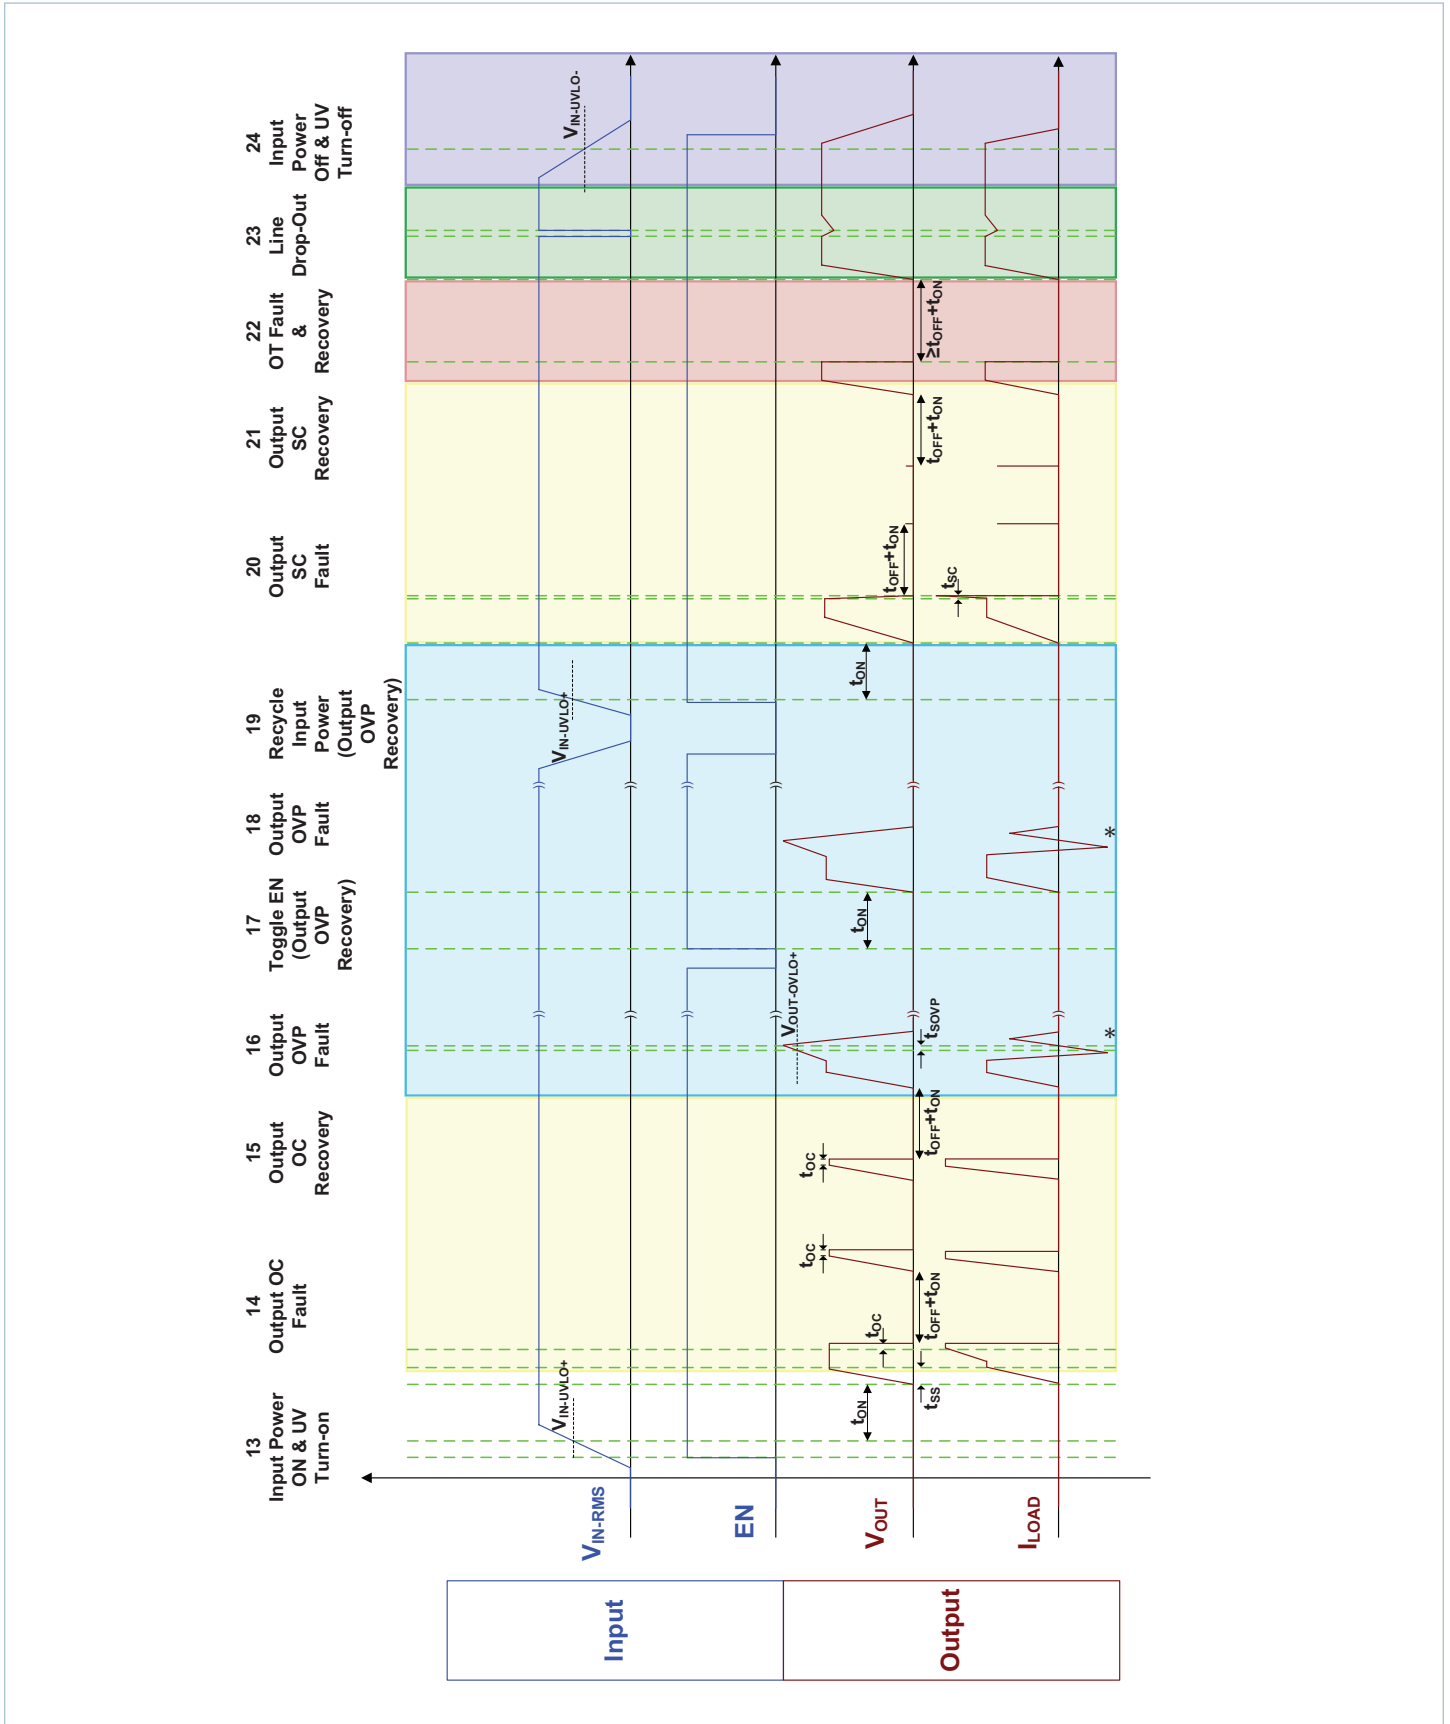 13
Input Power
ON & UV
Turn-on
14
Output OC
Fault
15
Output
OC
Recovery
16
Output
OVP
Fault
17
Toggle EN
(Output
OVP
Recovery)
18
Output
OVP
Fault
19
Recycle
Input
Power
(Output
OVP
Recovery)
20
Output
SC
Fault
21
Output
SC
Recovery
22
OT Fault
&
Recovery
23
Line
Drop-Out
24
Input
Power
Off & UV
Turn-off
Input
VIN-RMS
VIN-UVLO+
VIN-UVLO+
VIN-UVLO-
EN
Output
VOUT
tON
tSS
tOC
tOFF+tON
tOC
tOC
tOFF+tON
VOUT-OVLO+
tSOVP
tON
tON
tOFF+tON
tOFF+tON
≥tOFF+tON
ILOAD
*
*
tSC